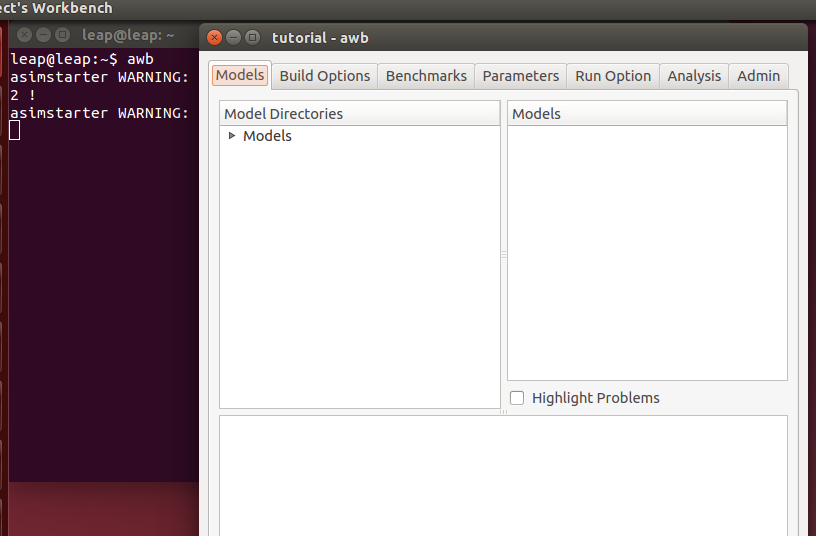 ect's Workbench
leap@leap: ~
leap@leap:~$ awb
asimstarter WARNING:
2 !
asimstarter WARNING:
tutorial - awb
Models Build Options Benchmarks Parameters Run Option Analysis Admin
Model Directories
Models
Models
Highlight Problems